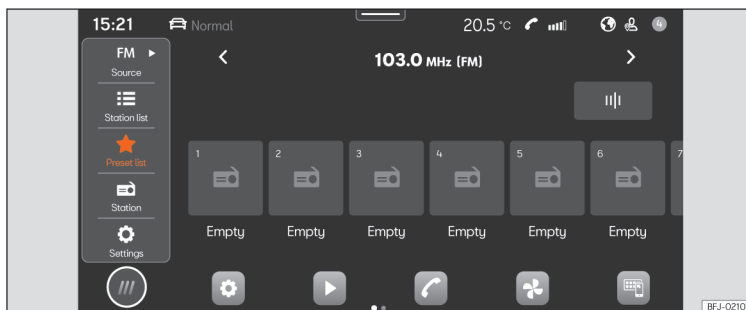 15:21 Normal 20.5 °C 4
FM
Source
103.0 MHz (FM)
Station list
Preset list
Station
Settings
1 2 3 4 5 6 7
Empty Empty Empty Empty Empty Empty
BFJ-0210